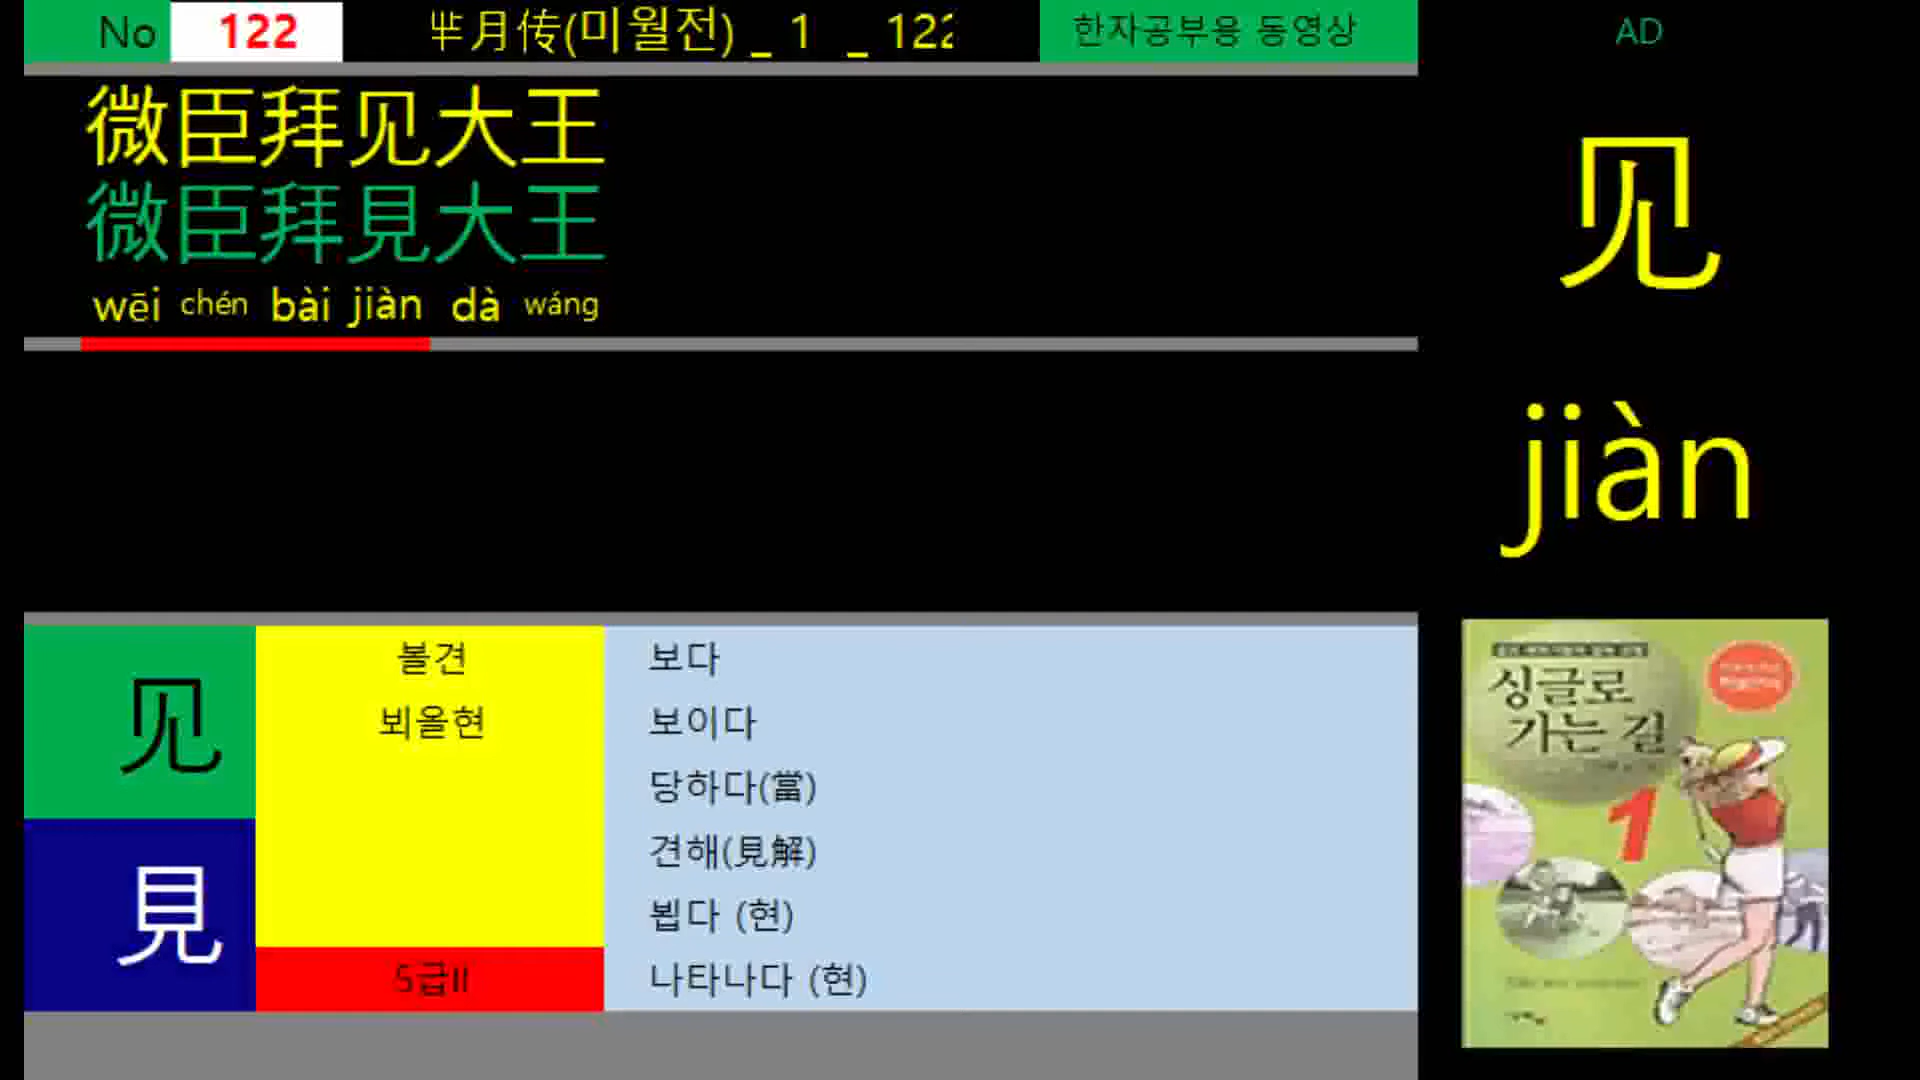 No 122 芈月传(미월전) _ 1 _ 122 한자공부용 동영상 AD
微臣拜见大王
微臣拜見大王
wēi chén bài jiàn dà wáng
见
jiàn
见
見
볼견
뵈올현
5급II
보다
보이다
당하다(當)
견해(見解)
뵙다 (현)
나타나다 (현)
싱글로
가는 길
1